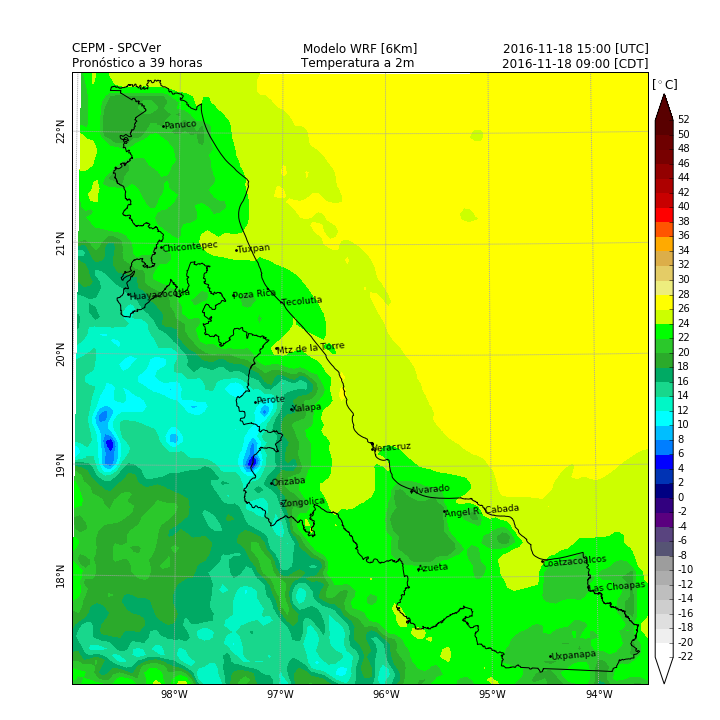 CEPM - SPCVer Modelo WRF [6Km] 2016-11-18 15:00 [UTC]
Pronóstico a 39 horas Temperatura a 2m 2016-11-18 09:00 [CDT]
[°C]
52
50
48
46
44
42
40
38
36
34
32
30
28
26
24
22
20
18
16
14
12
10
8
6
4
2
0
-2
-4
-6
-8
-10
-12
-14
-16
-18
-20
-22
22°N
21°N
20°N
19°N
18°N
Panuco
Chicontepec
Tuxpan
Huayacocotla
Poza Rica
Tecolutla
Mtz de la Torre
Perote
Xalapa
Veracruz
Orizaba
Zongolica
Alvarado
Angel R. Cabada
Azueta
Coatzacoalcos
Las Choapas
Uxpanapa
98°W 97°W 96°W 95°W 94°W